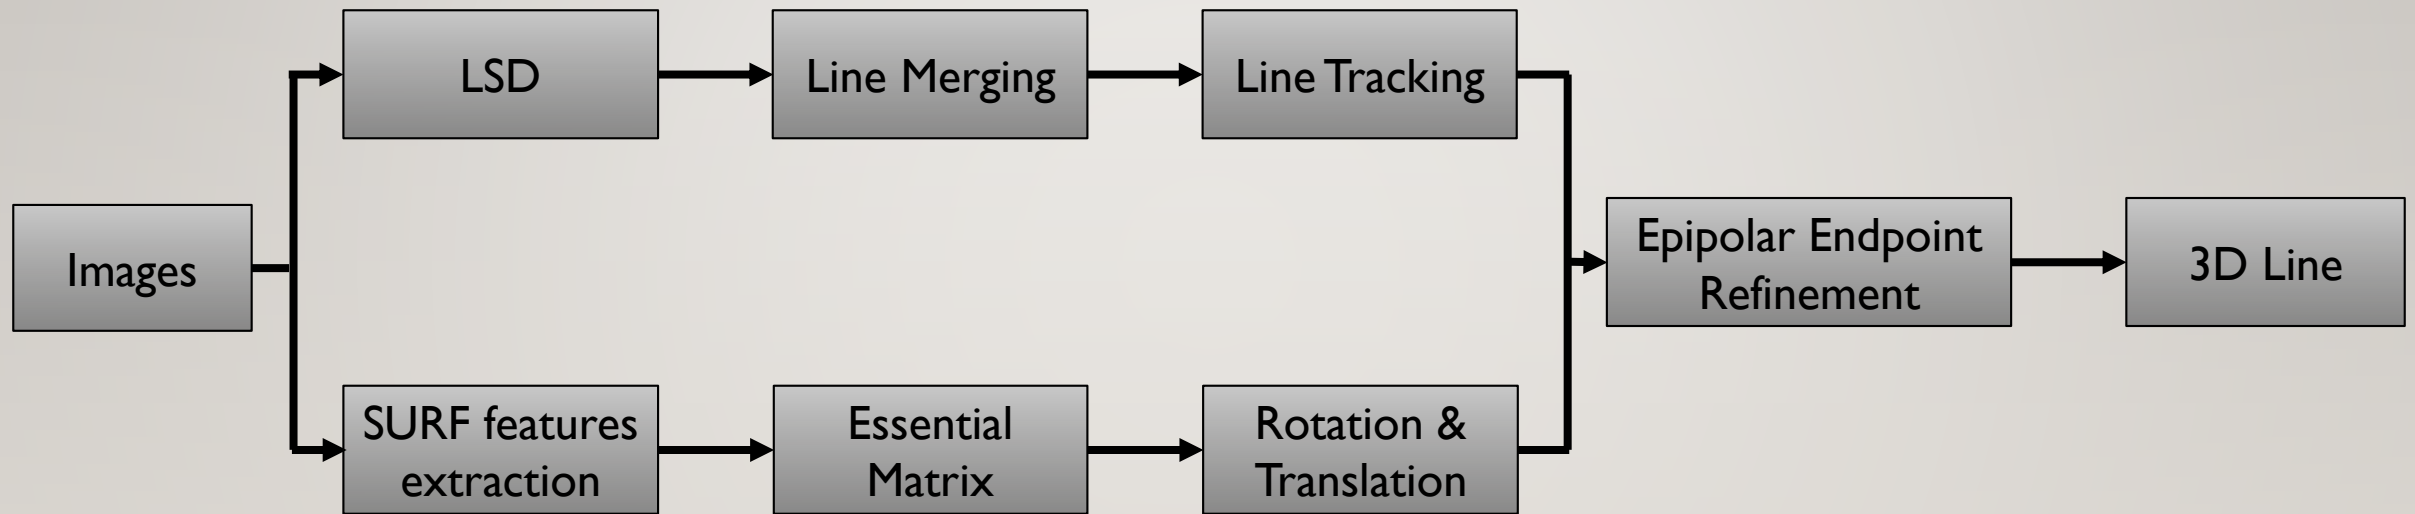 LSD
Line Merging
Line Tracking
Images
Epipolar Endpoint
Refinement
3D Line
SURF features
extraction
Essential
Matrix
Rotation &
Translation